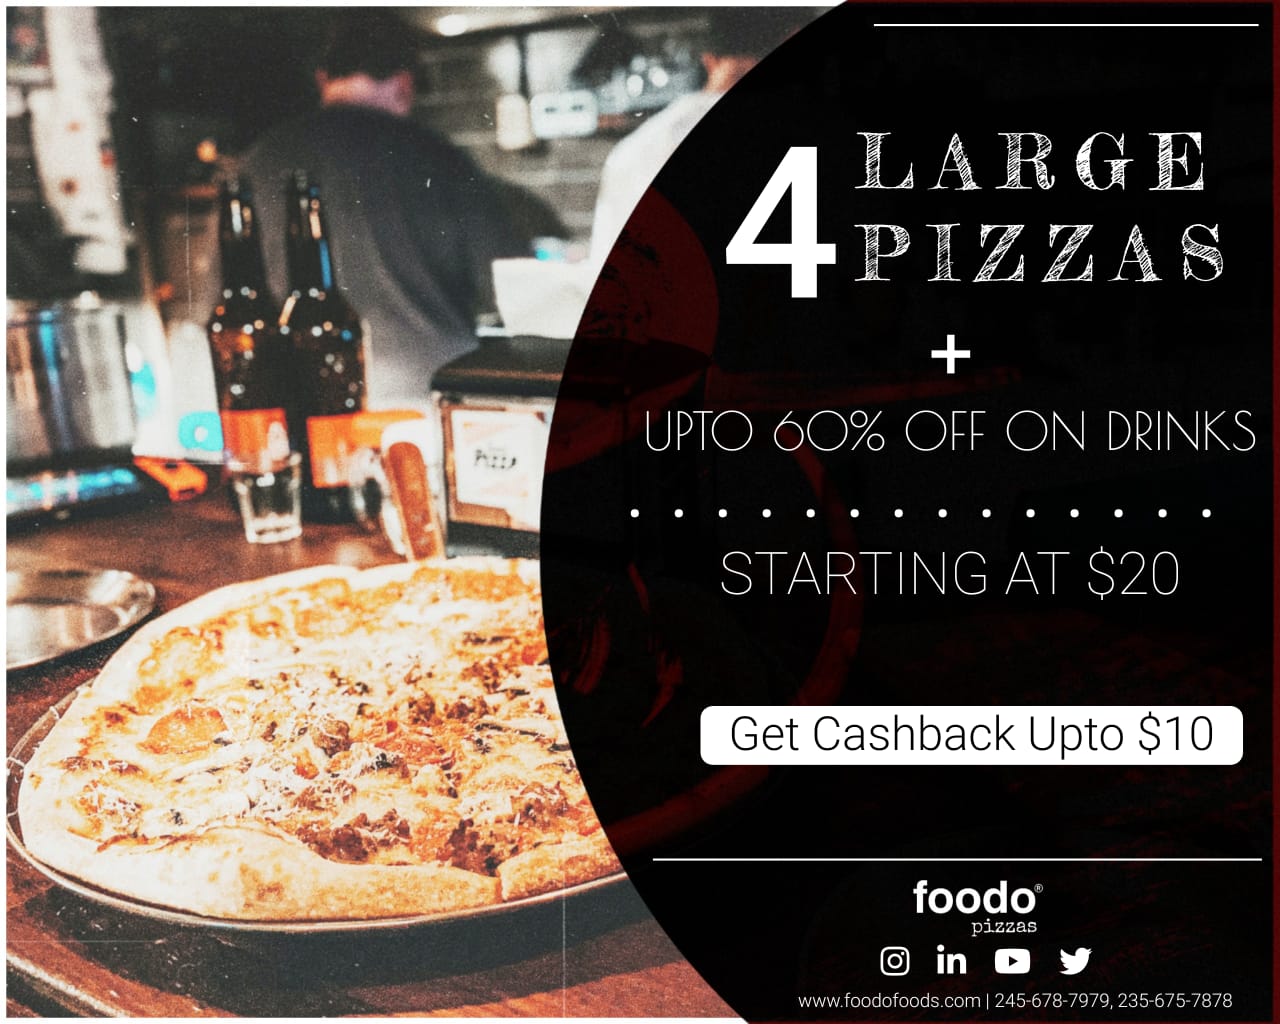 4 LARGE
PIZZAS
+
UPTO 60% OFF ON DRINKS
STARTING AT $20
Get Cashback Upto $10
foodo®
pizzas
www.foodofoods.com | 245-678-7979, 235-675-7878
Pizza